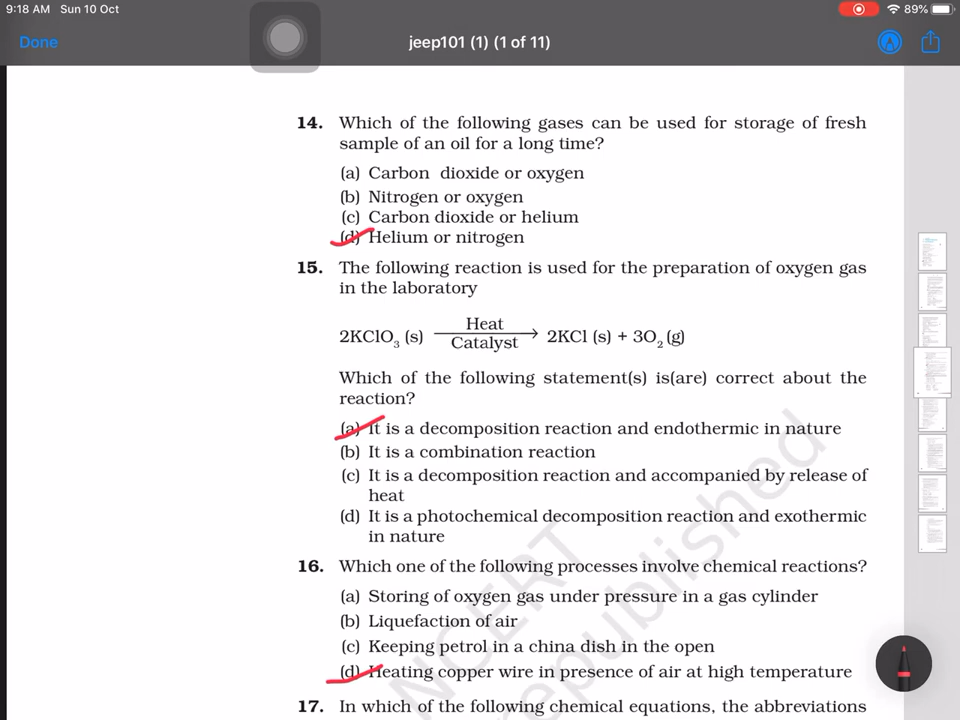 9:18 AM Sun 10 Oct
89%
Done
jeep101 (1) (1 of 11)
14. Which of the following gases can be used for storage of fresh
sample of an oil for a long time?
(a) Carbon dioxide or oxygen
(b) Nitrogen or oxygen
(c) Carbon dioxide or helium
(d) Helium or nitrogen
15. The following reaction is used for the preparation of oxygen gas
in the laboratory
Heat
2KClO₃ (s) ⟶ 2KCl (s) + 3O₂ (g)
Catalyst
Which of the following statement(s) is(are) correct about the
reaction?
(a) It is a decomposition reaction and endothermic in nature
(b) It is a combination reaction
(c) It is a decomposition reaction and accompanied by release of
heat
(d) It is a photochemical decomposition reaction and exothermic
in nature
16. Which one of the following processes involve chemical reactions?
(a) Storing of oxygen gas under pressure in a gas cylinder
(b) Liquefaction of air
(c) Keeping petrol in a china dish in the open
(d) Heating copper wire in presence of air at high temperature
17. In which of the following chemical equations, the abbreviations
NCERT
republished